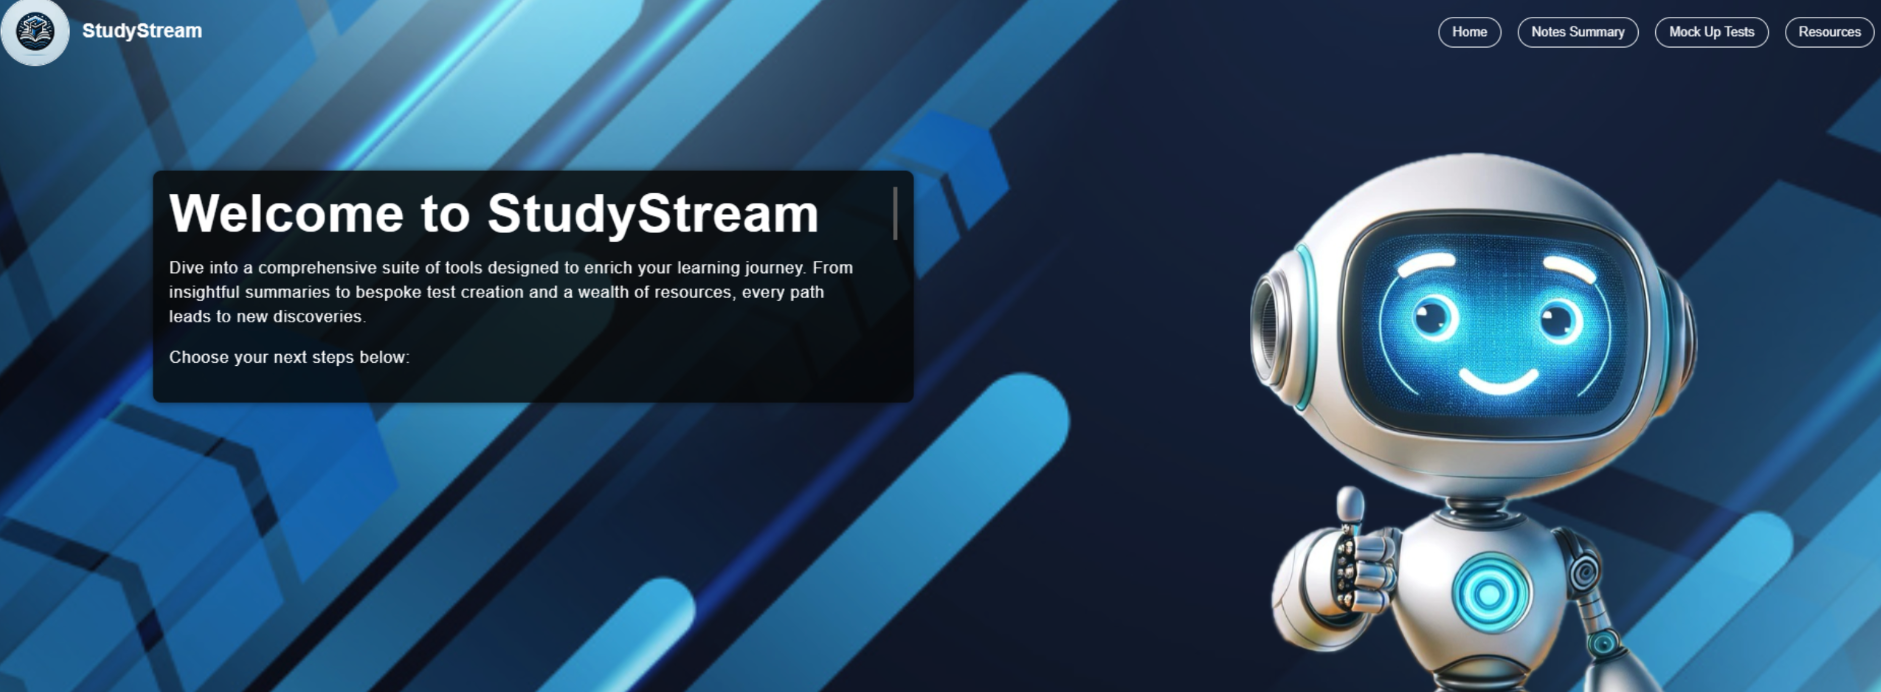 StudyStream
Home
Notes Summary
Mock Up Tests
Resources
Welcome to StudyStream
Dive into a comprehensive suite of tools designed to enrich your learning journey. From
insightful summaries to bespoke test creation and a wealth of resources, every path
leads to new discoveries.
Choose your next steps below: